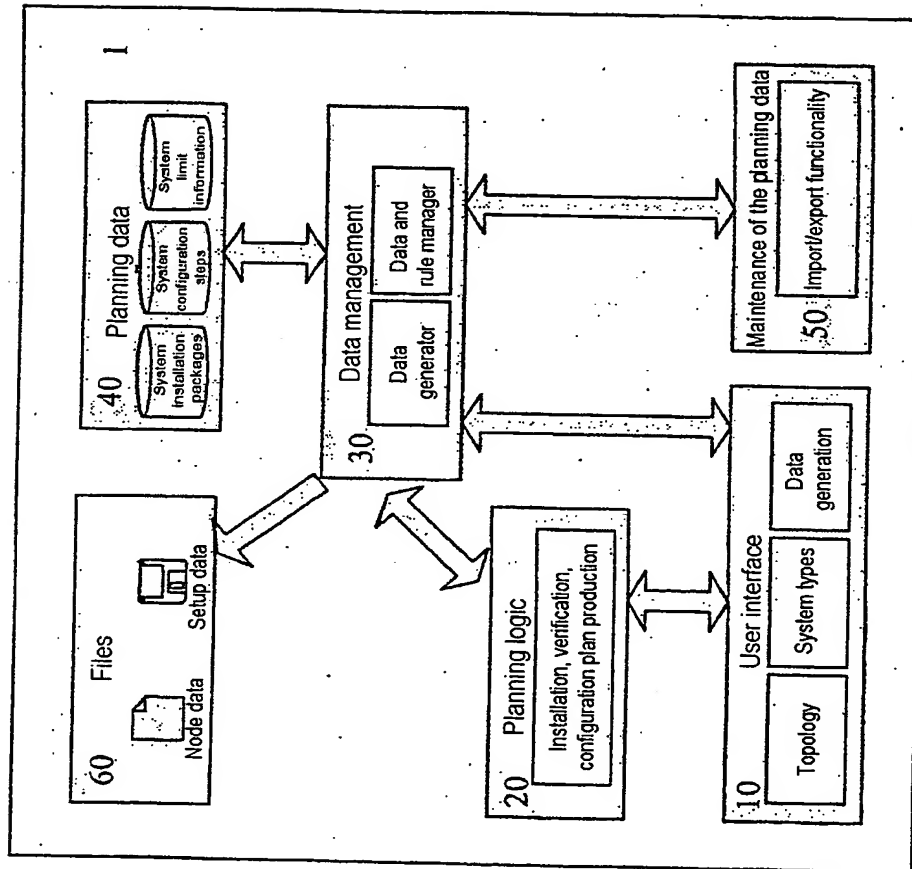 1
60
Files
Node data
Setup data
40
Planning data
System
Installation
packages
System
configuration
steps
System
limit
information
30
Data management
Data
generator
Data and
rule manager
20
Planning logic
Installation, verification,
configuration plan production
10
User interface
Topology
System types
Data
generation
Maintenance of the planning data
50
Import/export functionality